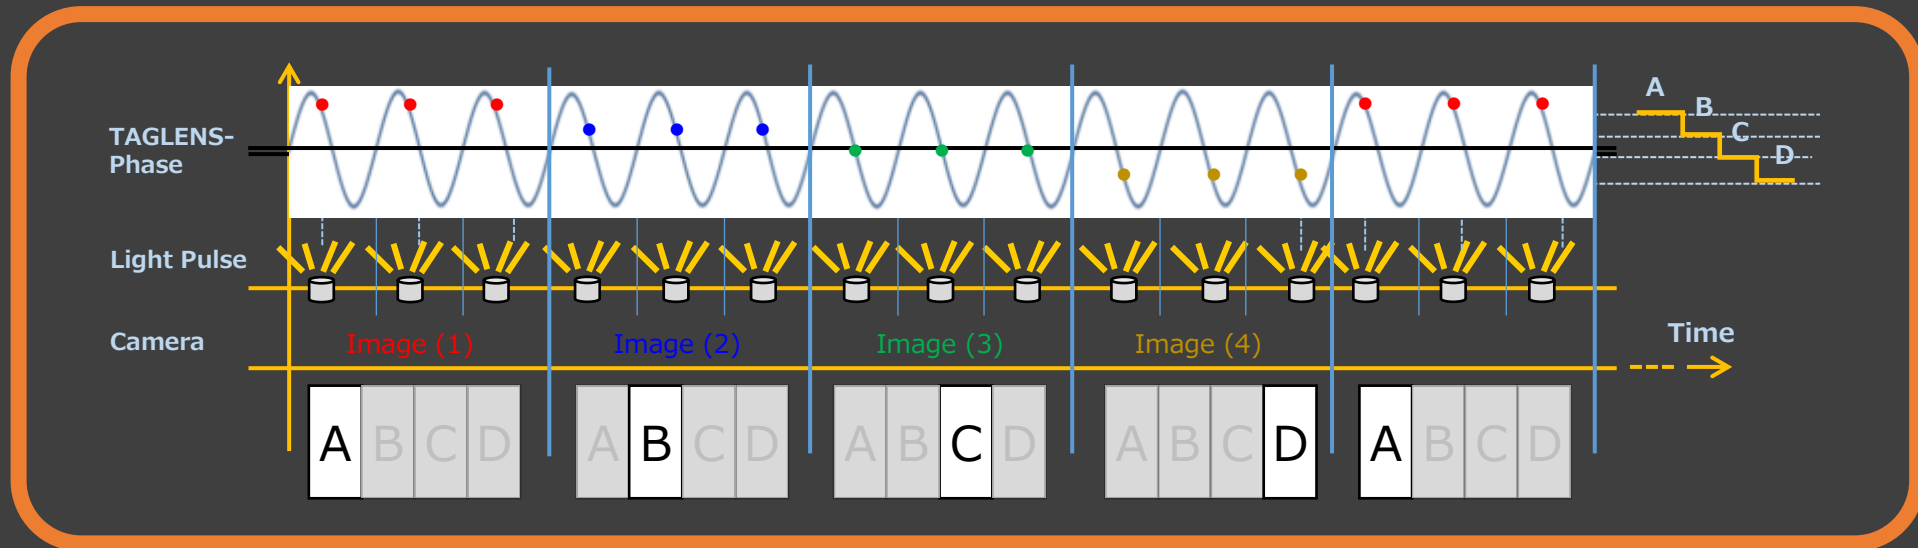 A
B
C
D
TAGLENS-
Phase
Light Pulse
Camera
Image (1)
Image (2)
Image (3)
Image (4)
Time
A B C D
A B C D
A B C D
A B C D
A B C D